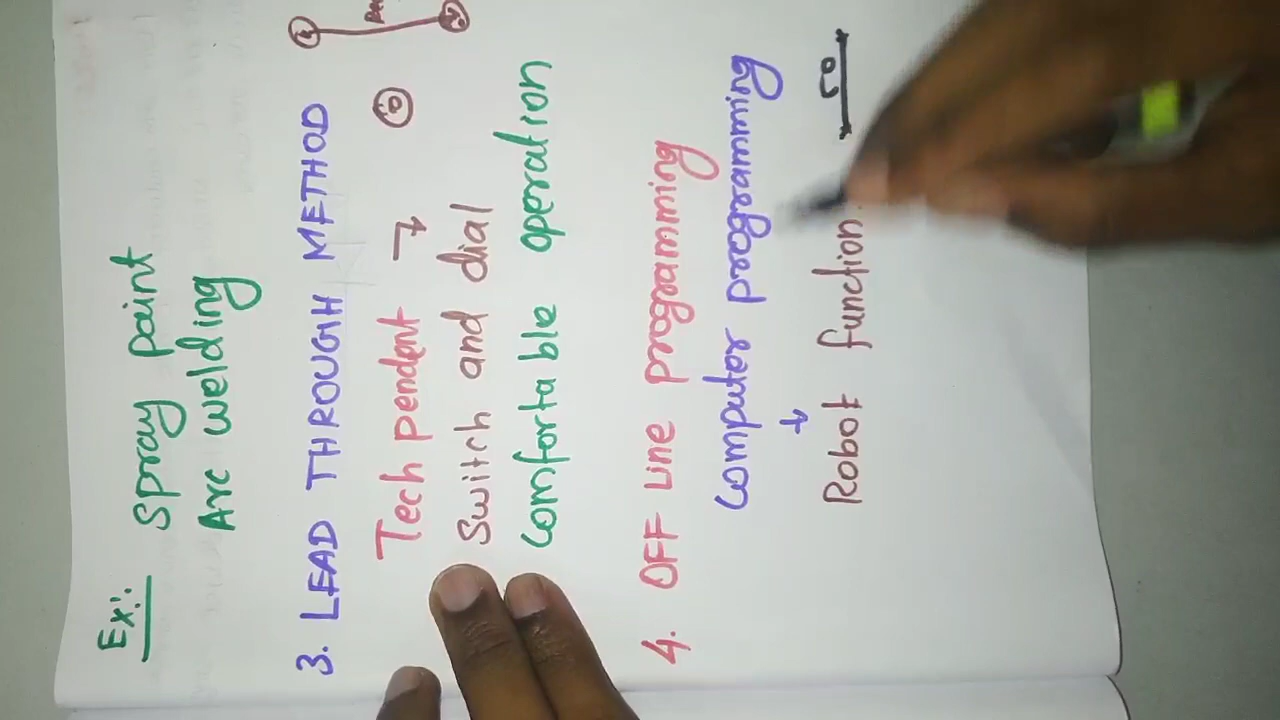 Ex:
Spray paint
Arc welding
3. LEAD THROUGH METHOD
Tech pendent →
Switch and dial
Comfortable operation
4. OFF LINE programming
Computer programming
↓
Robot function.